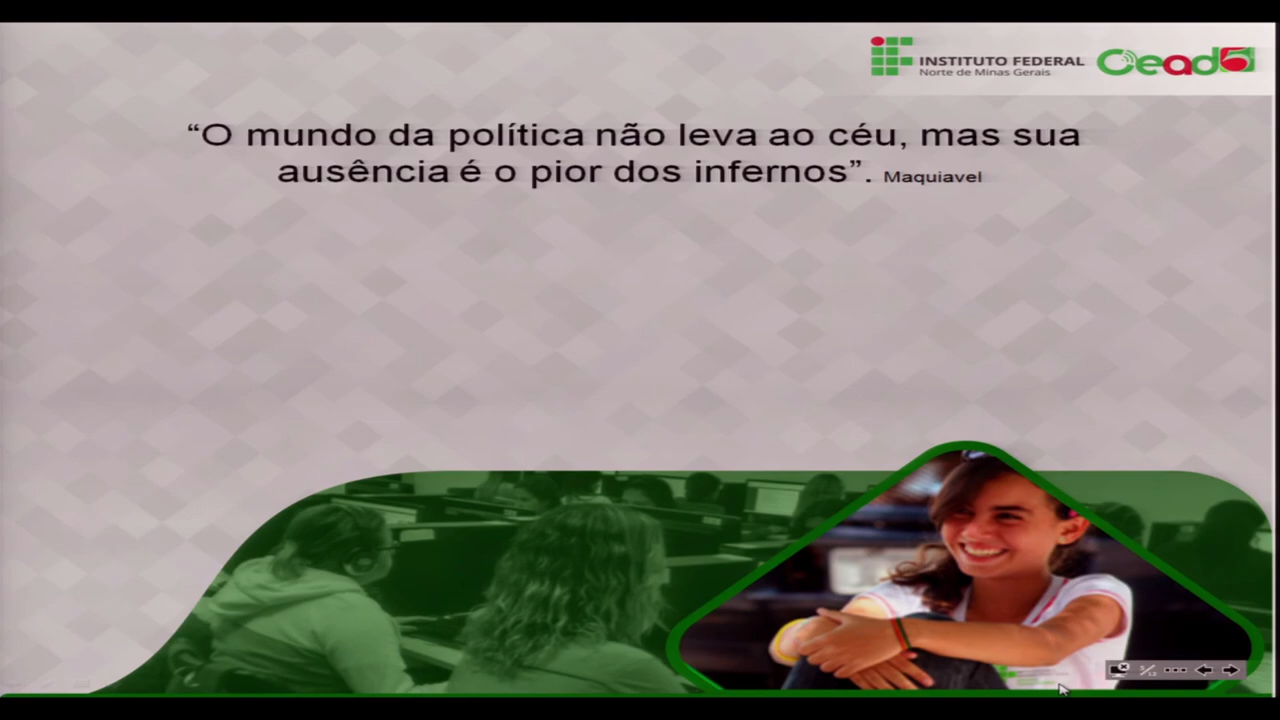 INSTITUTO FEDERAL
Norte de Minas Gerais
Cead
“O mundo da política não leva ao céu, mas sua
ausência é o pior dos infernos”. Maquiavel